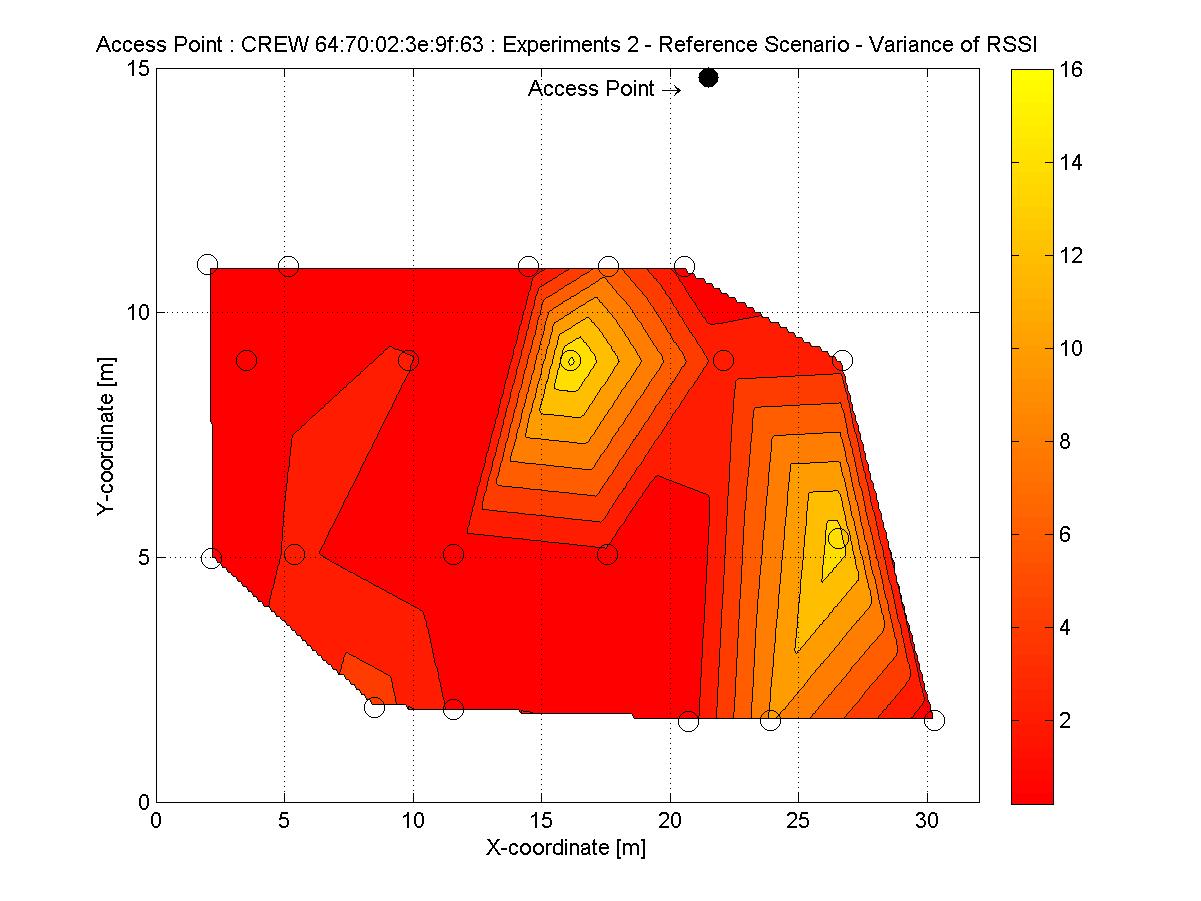 Access Point : CREW 64:70:02:3e:9f:63 : Experiments 2 - Reference Scenario - Variance of RSSI
Access Point →
15
10
5
0
Y-coordinate [m]
0 5 10 15 20 25 30
X-coordinate [m]
16
14
12
10
8
6
4
2